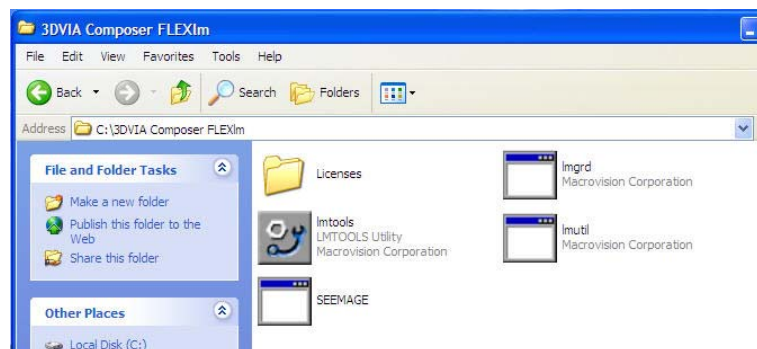 3DVIA Composer FLEXlm
File Edit View Favorites Tools Help
Back Search Folders
Address C:\3DVIA Composer FLEXlm
File and Folder Tasks
Make a new folder
Publish this folder to the
Web
Share this folder
Other Places
Local Disk (C:)
Licenses
lmgrd
Macrovision Corporation
lmtools
LMTOOLS Utility
Macrovision Corporation
lmutil
Macrovision Corporation
SEEMAGE